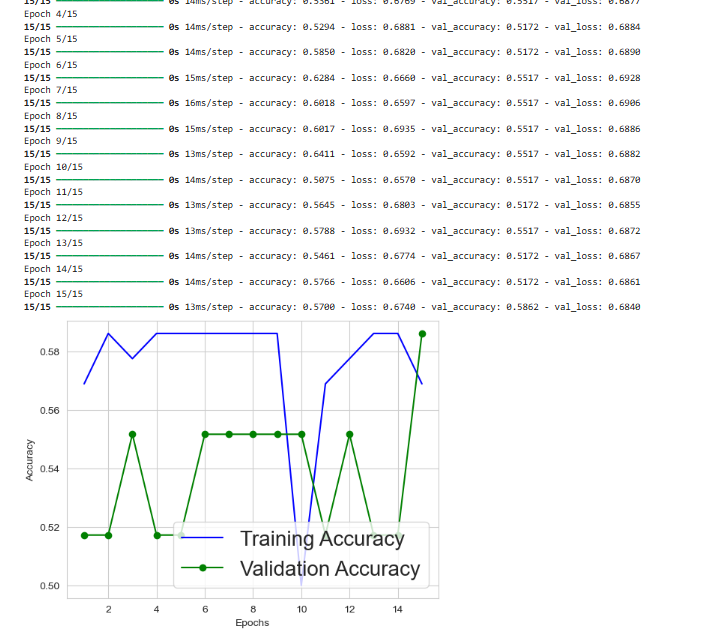 15/15 0s 14ms/step - accuracy: 0.5361 - loss: 0.6769 - val_accuracy: 0.5517 - val_loss: 0.6877
Epoch 4/15
15/15 0s 14ms/step - accuracy: 0.5294 - loss: 0.6881 - val_accuracy: 0.5172 - val_loss: 0.6884
Epoch 5/15
15/15 0s 14ms/step - accuracy: 0.5850 - loss: 0.6820 - val_accuracy: 0.5172 - val_loss: 0.6890
Epoch 6/15
15/15 0s 15ms/step - accuracy: 0.6284 - loss: 0.6660 - val_accuracy: 0.5517 - val_loss: 0.6928
Epoch 7/15
15/15 0s 16ms/step - accuracy: 0.6018 - loss: 0.6597 - val_accuracy: 0.5517 - val_loss: 0.6906
Epoch 8/15
15/15 0s 15ms/step - accuracy: 0.6017 - loss: 0.6935 - val_accuracy: 0.5517 - val_loss: 0.6886
Epoch 9/15
15/15 0s 13ms/step - accuracy: 0.6411 - loss: 0.6592 - val_accuracy: 0.5517 - val_loss: 0.6882
Epoch 10/15
15/15 0s 14ms/step - accuracy: 0.5075 - loss: 0.6570 - val_accuracy: 0.5517 - val_loss: 0.6870
Epoch 11/15
15/15 0s 13ms/step - accuracy: 0.5645 - loss: 0.6803 - val_accuracy: 0.5172 - val_loss: 0.6855
Epoch 12/15
15/15 0s 13ms/step - accuracy: 0.5788 - loss: 0.6932 - val_accuracy: 0.5517 - val_loss: 0.6872
Epoch 13/15
15/15 0s 14ms/step - accuracy: 0.5461 - loss: 0.6774 - val_accuracy: 0.5172 - val_loss: 0.6867
Epoch 14/15
15/15 0s 14ms/step - accuracy: 0.5766 - loss: 0.6606 - val_accuracy: 0.5172 - val_loss: 0.6861
Epoch 15/15
15/15 0s 13ms/step - accuracy: 0.5700 - loss: 0.6740 - val_accuracy: 0.5862 - val_loss: 0.6840
0.58
0.56
0.54
0.52
0.50
Accuracy
Training Accuracy
Validation Accuracy
2 4 6 8 10 12 14
Epochs